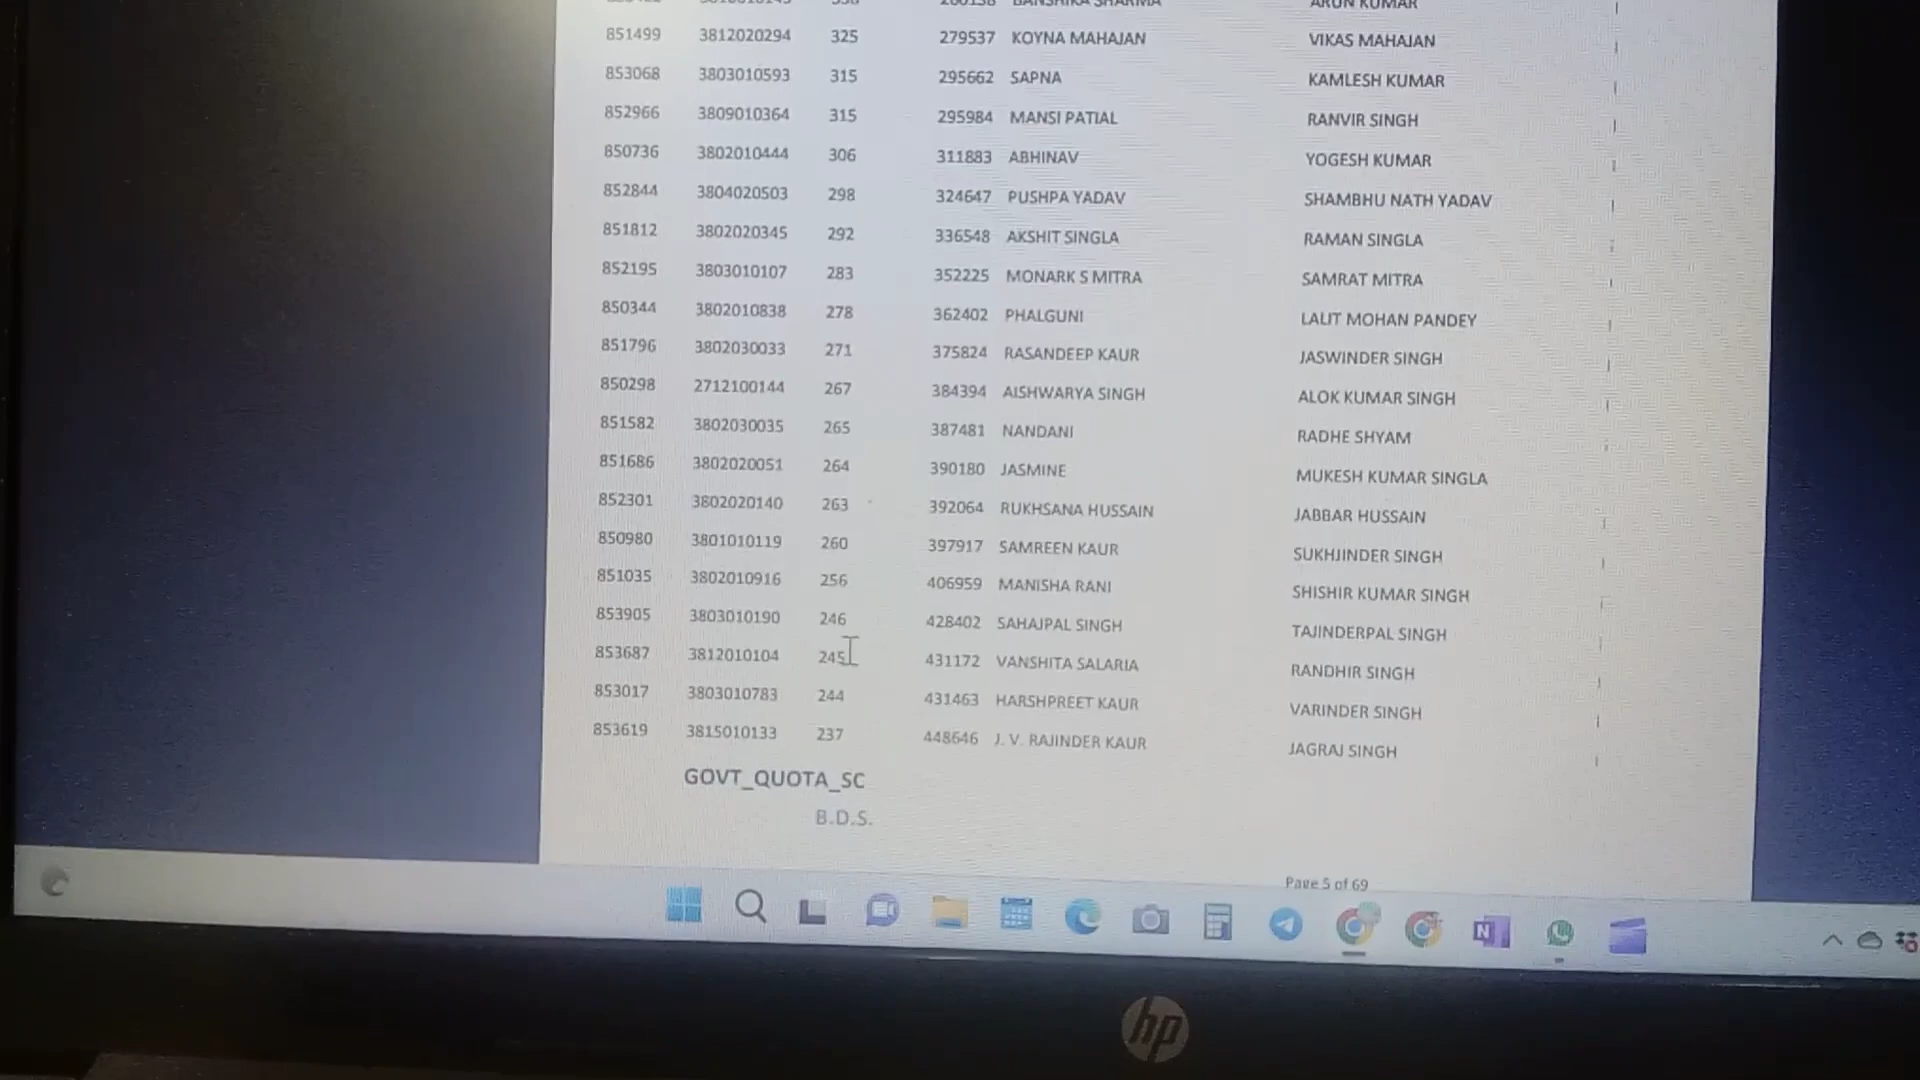 BANSHIKA SHARMA ARUN KUMAR
851499 3812020294 325 279537 KOYNA MAHAJAN VIKAS MAHAJAN
853068 3803010593 315 295662 SAPNA KAMLESH KUMAR
852966 3809010364 315 295984 MANSI PATIAL RANVIR SINGH
850736 3802010444 306 311883 ABHINAV YOGESH KUMAR
852844 3804020503 298 324647 PUSHPA YADAV SHAMBHU NATH YADAV
851812 3802020345 292 336548 AKSHIT SINGLA RAMAN SINGLA
852195 3803010107 283 352225 MONARK S MITRA SAMRAT MITRA
850344 3802010838 278 362402 PHALGUNI LALIT MOHAN PANDEY
851796 3802030033 271 375824 RASANDEEP KAUR JASWINDER SINGH
850298 2712100144 267 384394 AISHWARYA SINGH ALOK KUMAR SINGH
851582 3802030035 265 387481 NANDANI RADHE SHYAM
851686 3802020051 264 390180 JASMINE MUKESH KUMAR SINGLA
852301 3802020140 263 392064 RUKHSANA HUSSAIN JABBAR HUSSAIN
850980 3801010119 260 397917 SAMREEN KAUR SUKHJINDER SINGH
851035 3802010916 256 406959 MANISHA RANI SHISHIR KUMAR SINGH
853905 3803010190 246 428402 SAHAJPAL SINGH TAJINDERPAL SINGH
853687 3812010104 245 431172 VANSHITA SALARIA RANDHIR SINGH
853017 3803010783 244 431463 HARSHPREET KAUR VARINDER SINGH
853619 3815010133 237 448646 J. V. RAJINDER KAUR JAGRAJ SINGH
GOVT_QUOTA_SC
B.D.S.
Page 5 of 69
N
hp